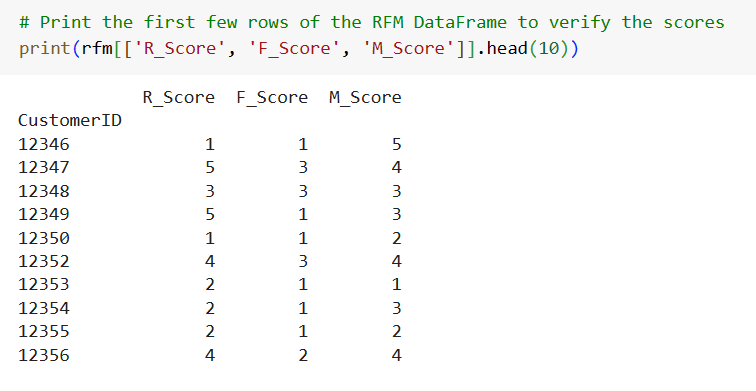 # Print the first few rows of the RFM DataFrame to verify the scores
print(rfm[['R_Score', 'F_Score', 'M_Score']].head(10))
R_Score F_Score M_Score
CustomerID
12346 1 1 5
12347 5 3 4
12348 3 3 3
12349 5 1 3
12350 1 1 2
12352 4 3 4
12353 2 1 1
12354 2 1 3
12355 2 1 2
12356 4 2 4